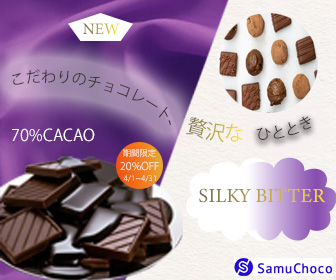 NEW
こだわりのチョコレート、
贅沢な ひととき
70%CACAO
期間限定
20%OFF
4/1~4/31
SILKY BITTER
SamuChoco